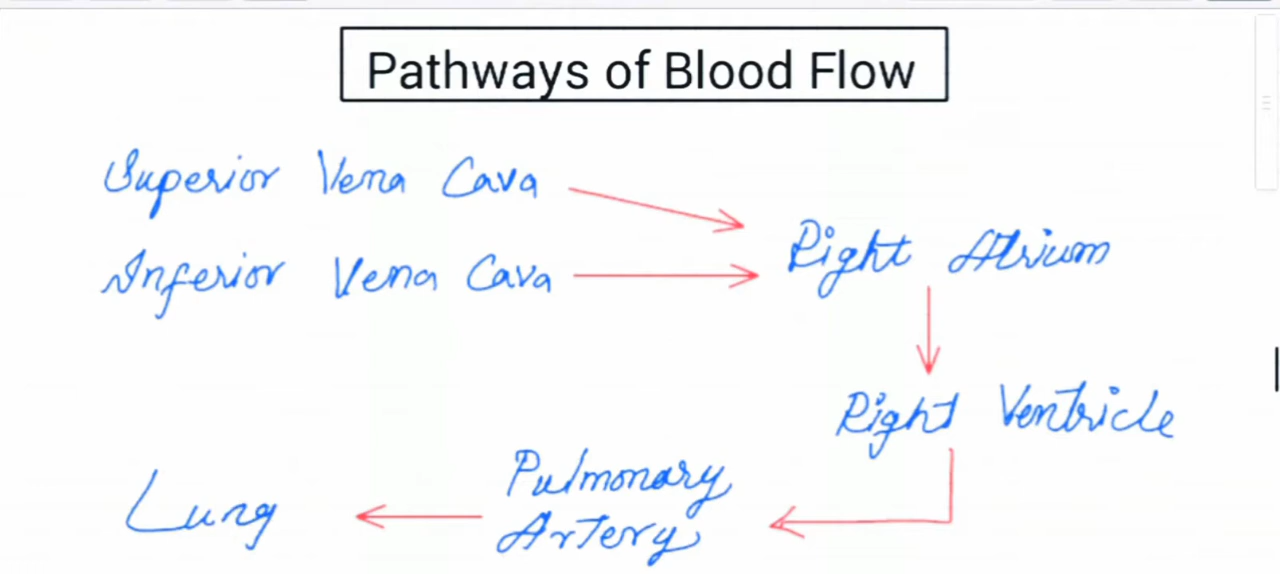 Pathways of Blood Flow
Superior Vena Cava
Inferior Vena Cava
Right Atrium
Right Ventricle
Pulmonary
Artery
Lung